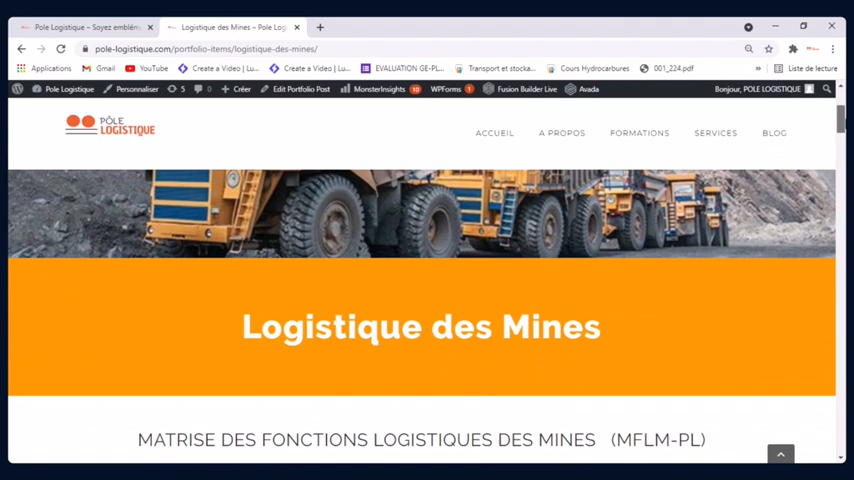 Pole Logistique – Soyez emblém
Logistique des Mines – Pole Log
pole-logistique.com/portfolio-items/logistique-des-mines/
Applications Gmail YouTube Create a Video | Lu... Create a Video | Lu... EVALUATION GE-PL... Transport et stocka... Cours Hydrocarbures 001_224.pdf » Liste de lecture
Pole Logistique Personnaliser 5 0 Créer Edit Portfolio Post MonsterInsights 10 WPForms 1 Fusion Builder Live Avada Bonjour, POLE LOGISTIQUE
PÔLE
LOGISTIQUE
ACCUEIL A PROPOS FORMATIONS SERVICES BLOG
Logistique des Mines
MATRISE DES FONCTIONS LOGISTIQUES DES MINES (MFLM-PL)